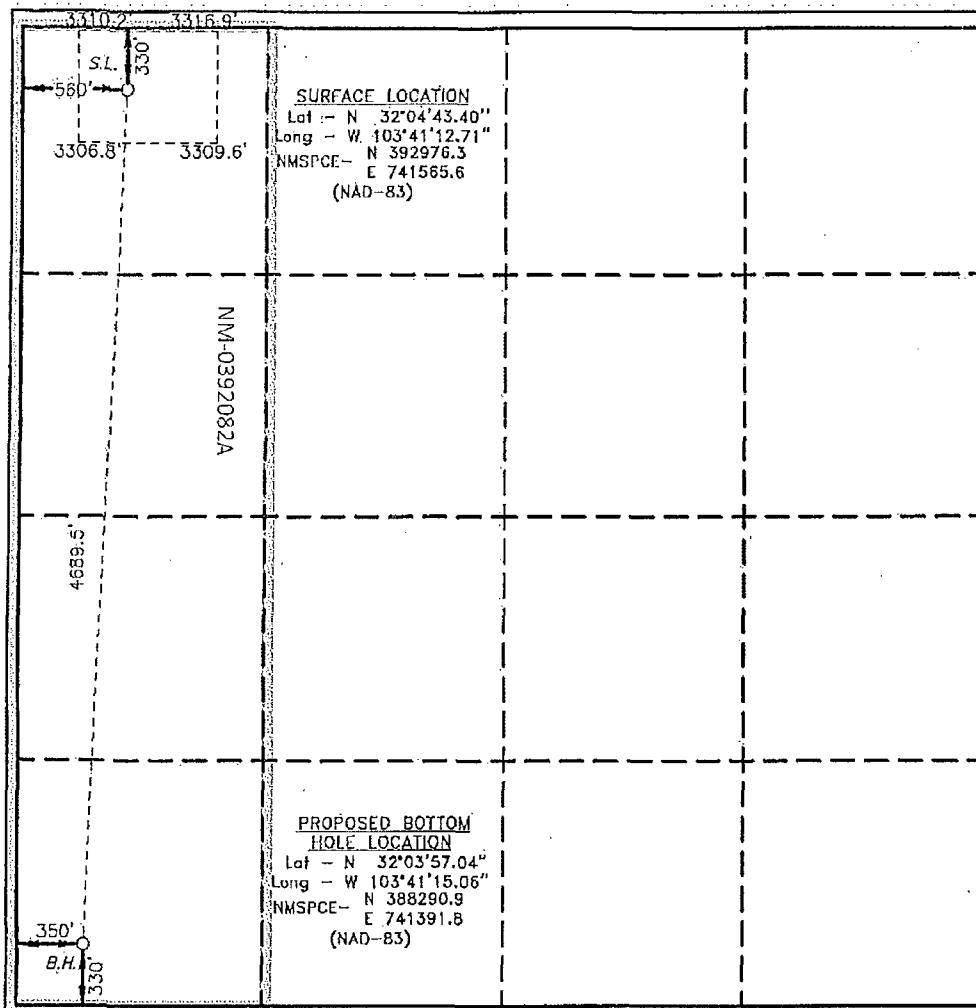 3310.2' 3316.9'
S.L.
330'
560'
3306.8' 3309.6'
SURFACE LOCATION
Lat :- N 32°04'43.40"
Long - W 103°41'12.71"
NMSPCE- N 392976.3
E 741565.6
(NAD-83)
NM-0392082A
4689.5'
PROPOSED BOTTOM
HOLE LOCATION
Lat - N 32°03'57.04"
Long - W 103°41'15.06"
NMSPCE- N 388290.9
E 741391.8
(NAD-83)
350'
B.H.
330'